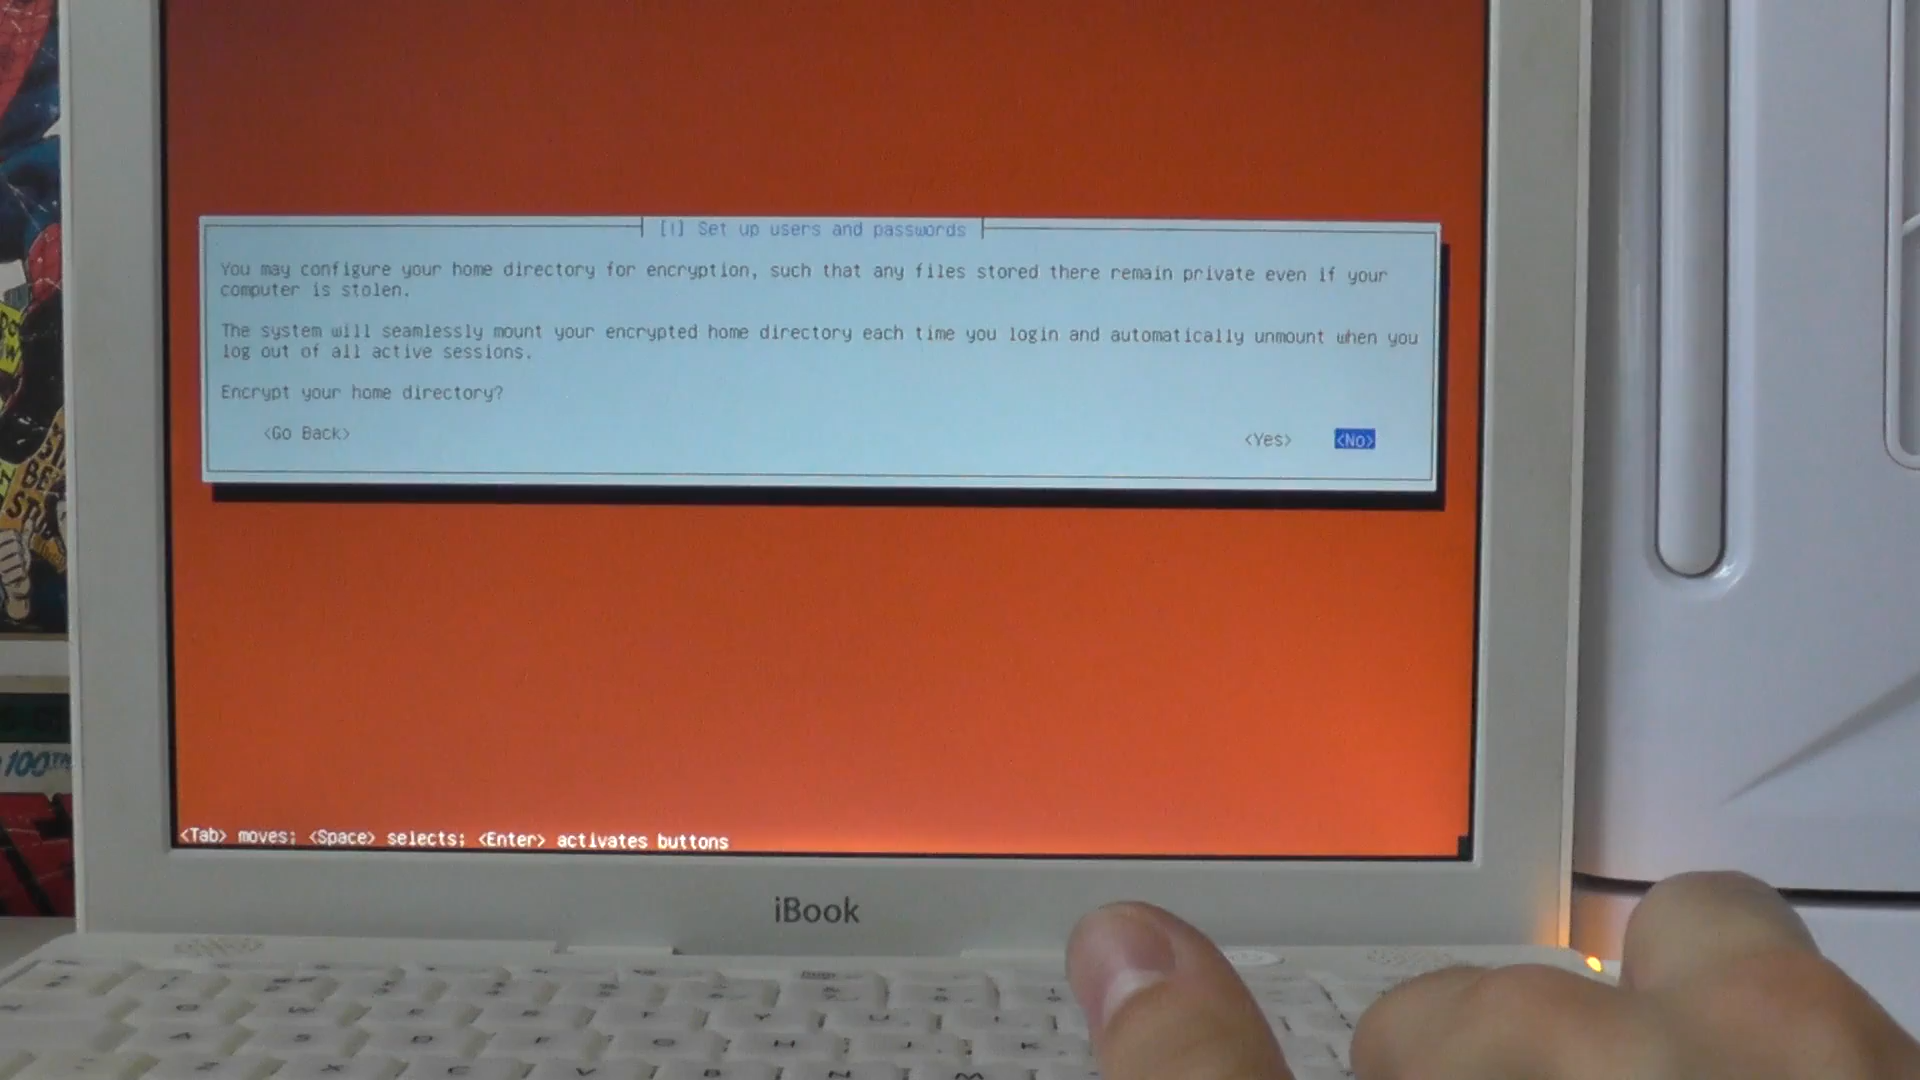 [!] Set up users and passwords
You may configure your home directory for encryption, such that any files stored there remain private even if your
computer is stolen.
The system will seamlessly mount your encrypted home directory each time you login and automatically unmount when you
log out of all active sessions.
Encrypt your home directory?
<Go Back> <Yes> <No>
<Tab> moves; <Space> selects; <Enter> activates buttons
iBook
100TH